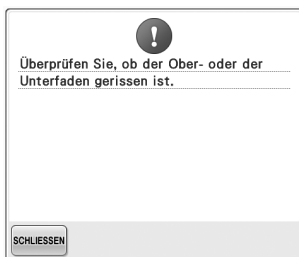 Überprüfen Sie, ob der Ober- oder der
Unterfaden gerissen ist.
SCHLIESSEN